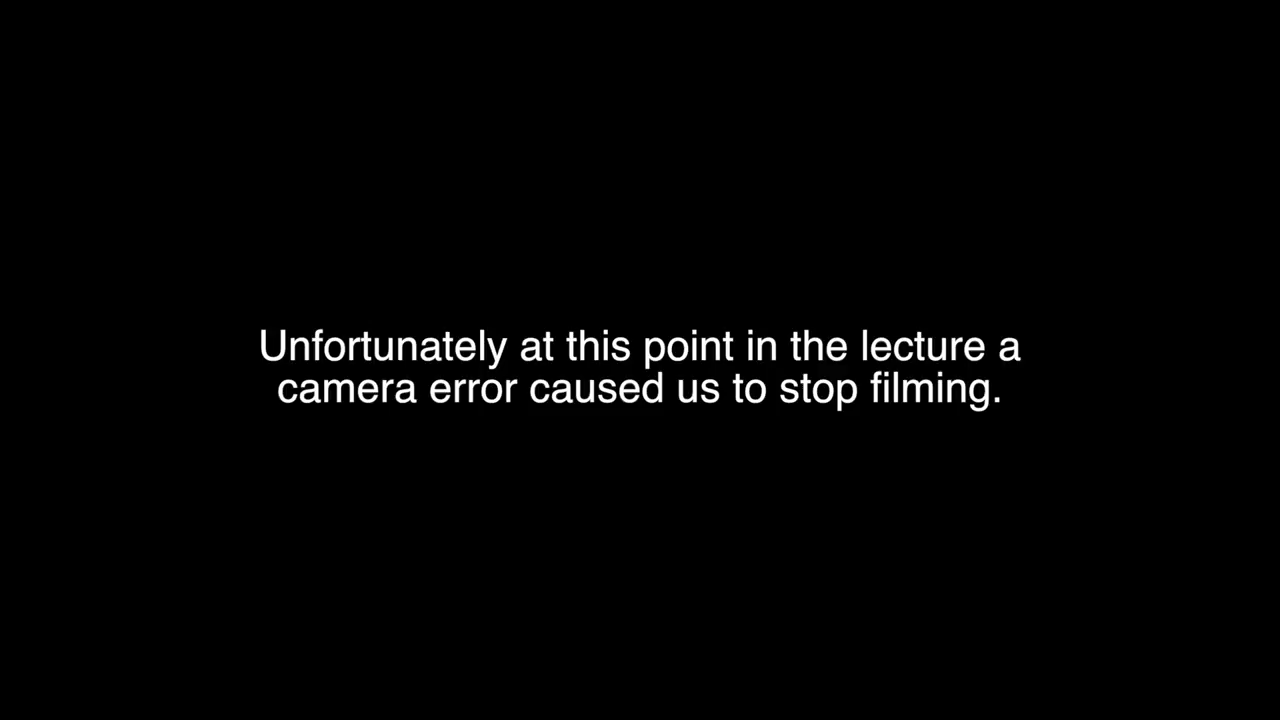 Unfortunately at this point in the lecture a
camera error caused us to stop filming.